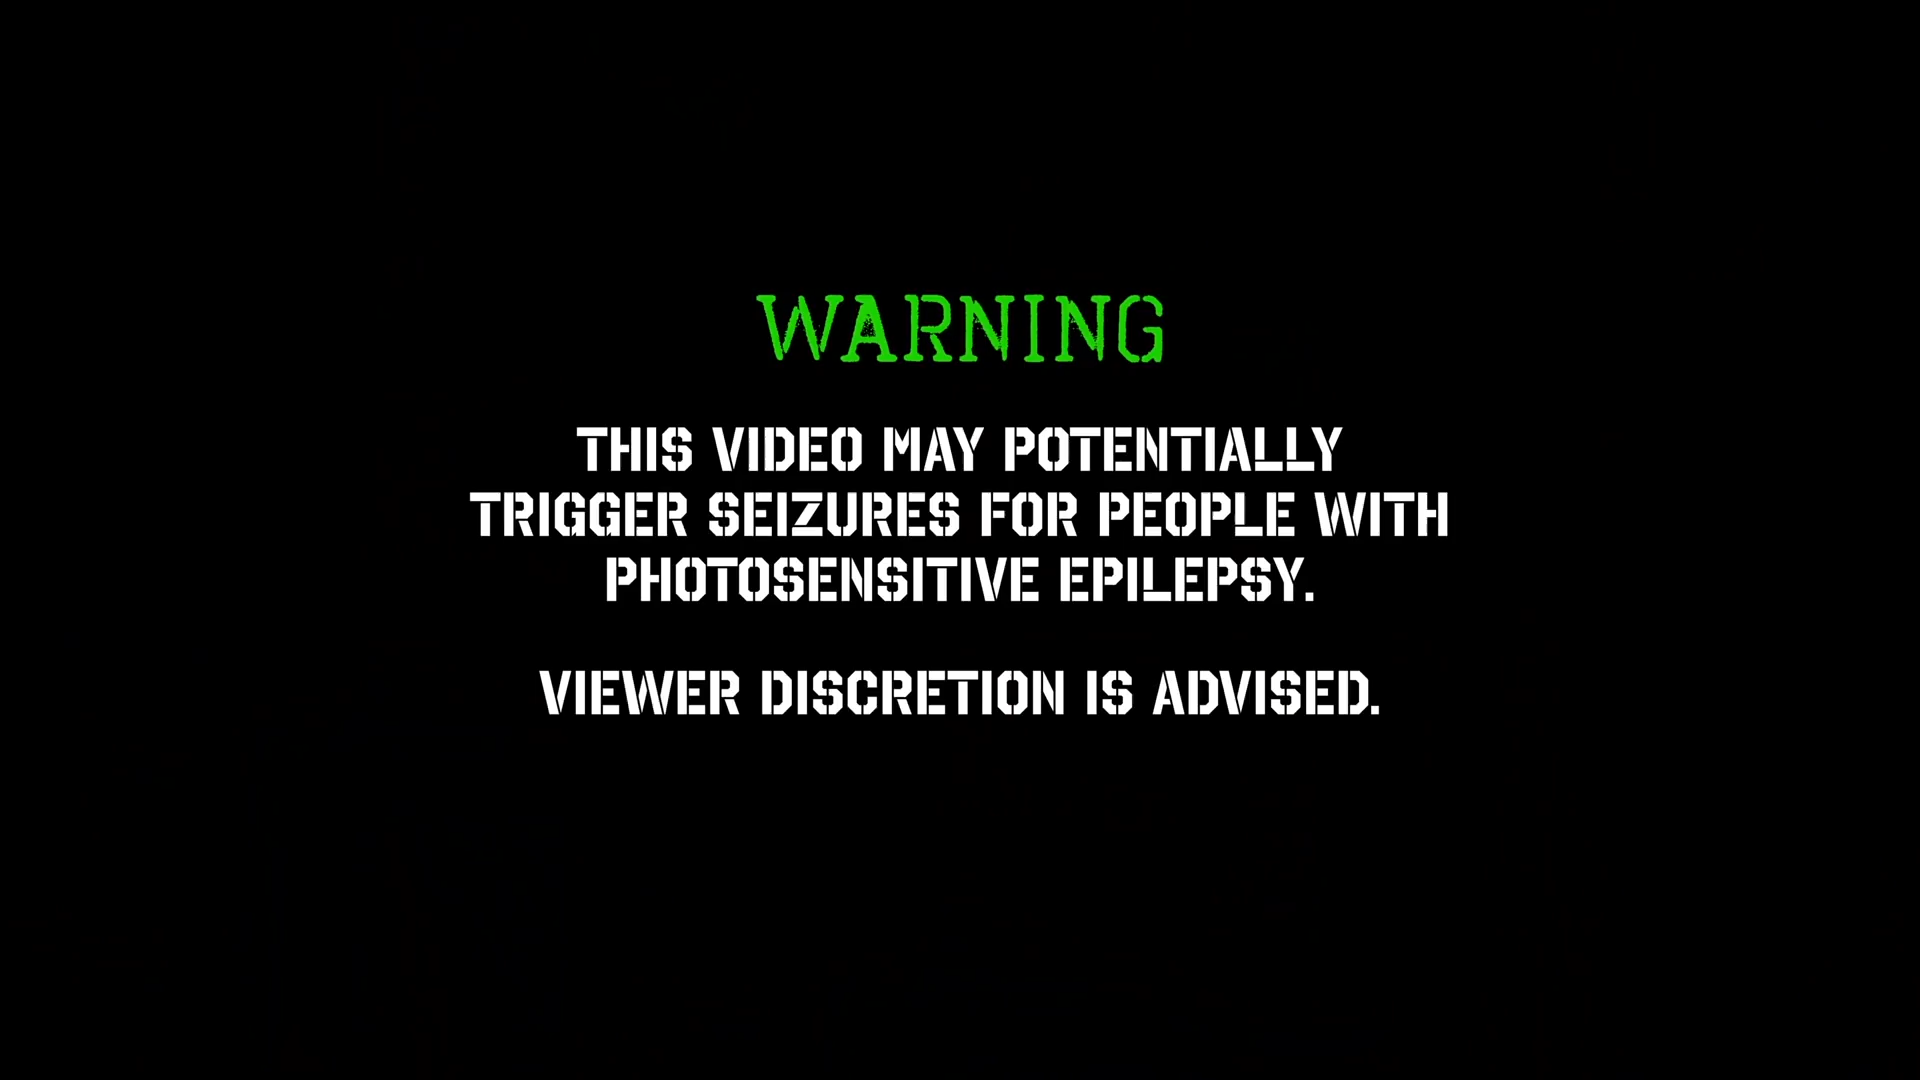 WARNING
THIS VIDEO MAY POTENTIALLY
TRIGGER SEIZURES FOR PEOPLE WITH
PHOTOSENSITIVE EPILEPSY.
VIEWER DISCRETION IS ADVISED.